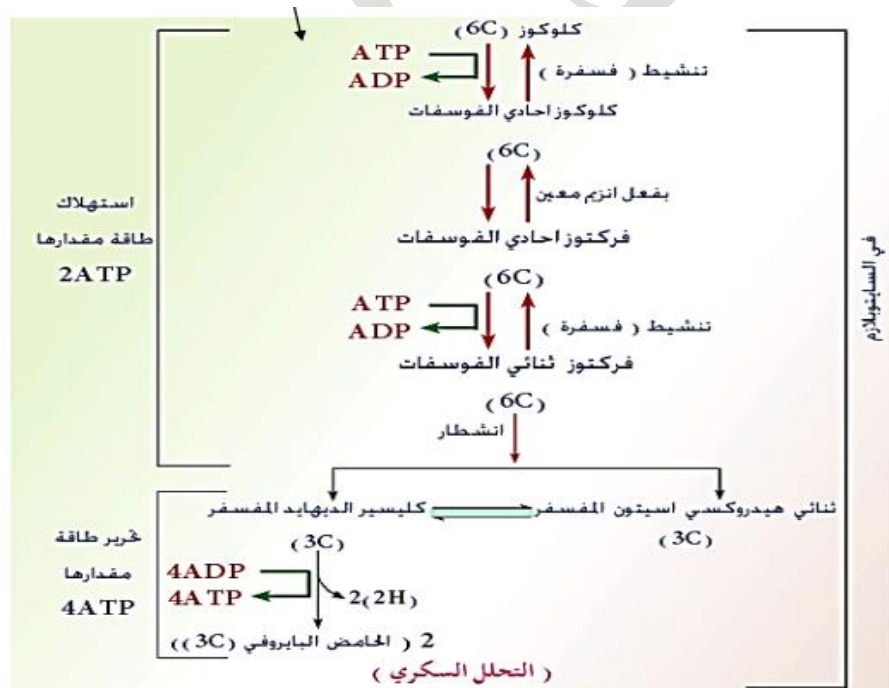 كلوكوز (6C)
ATP
ADP
تنشيط ( فسفرة )
كلوكوز احادي الفوسفات
(6C)
بفعل انزيم معين
فركتوز احادي الفوسفات
(6C)
ATP
ADP
تنشيط ( فسفرة )
فركتوز ثنائي الفوسفات
(6C)
انشطار
استهلاك
طاقة مقدارها
2ATP
في السايتوبلازم
ثنائي هيدروكسي اسيتون المفسفر
(3C)
كليسير الديهايد المفسفر
(3C)
تحرير طاقة
مقدارها
4ATP
4ADP
4ATP
2(2H)
2 ( الحامض البايروفي (3C))
( التحلل السكري )